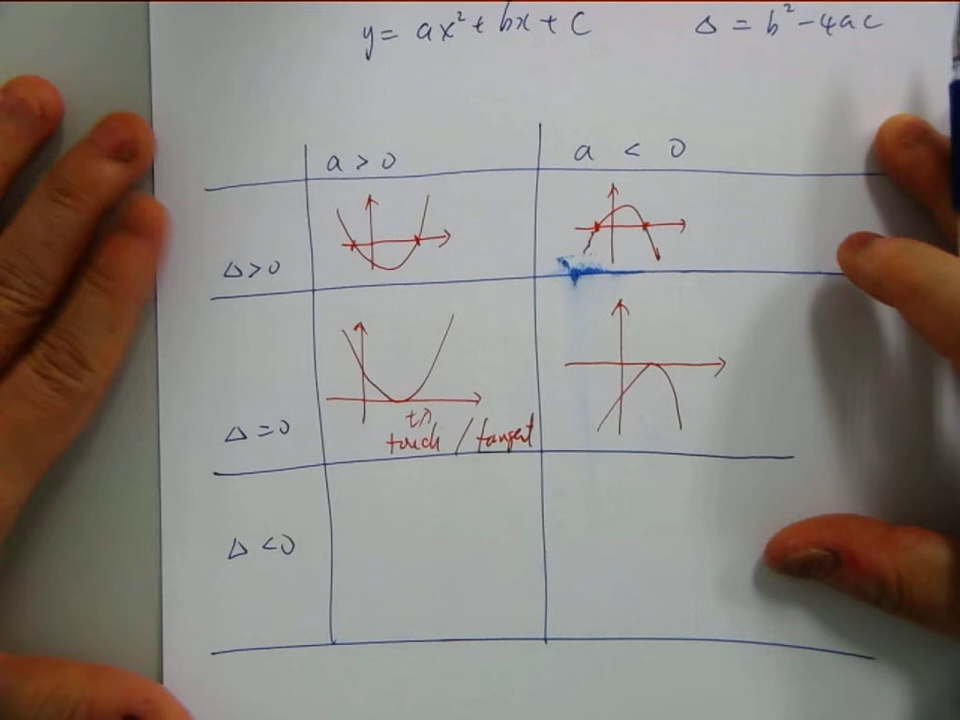 y = ax² + bx + c Δ = b² - 4ac
a > 0 a < 0
Δ > 0
Δ = 0
touch / tangent
Δ < 0